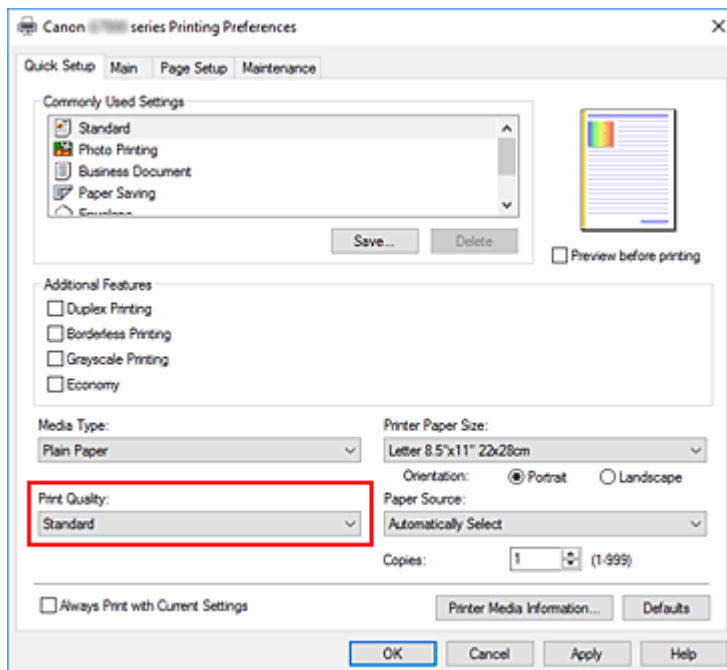 Canon series Printing Preferences
Quick Setup Main Page Setup Maintenance
Commonly Used Settings
Standard
Photo Printing
Business Document
Paper Saving
Envelope
Save... Delete
Preview before printing
Additional Features
Duplex Printing
Borderless Printing
Grayscale Printing
Economy
Media Type:
Plain Paper
Printer Paper Size:
Letter 8.5"x11" 22x28cm
Orientation: Portrait Landscape
Print Quality:
Standard
Paper Source:
Automatically Select
Copies: 1 (1-999)
Always Print with Current Settings
Printer Media Information... Defaults
OK Cancel Apply Help